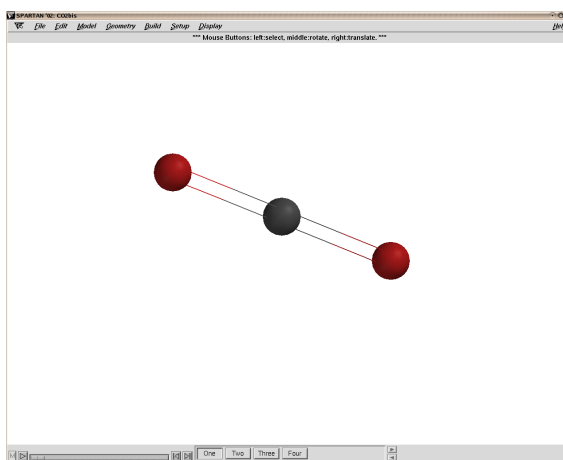 SPARTAN '02: CO2bis
File Edit Model Geometry Build Setup Display Help
*** Mouse Buttons: left:select, middle:rotate, right:translate. ***
One Two Three Four